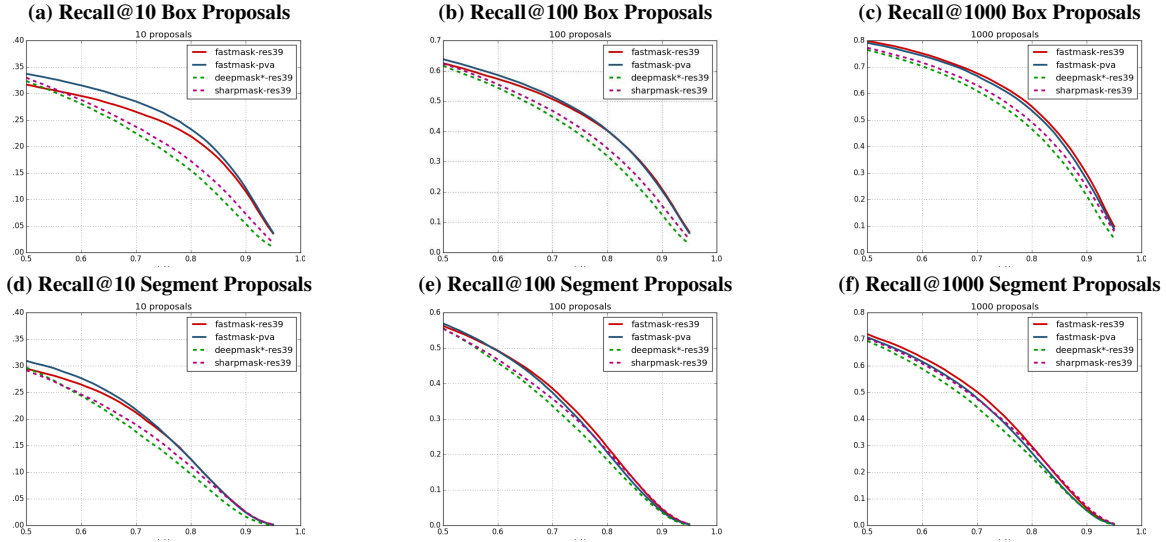 (a) Recall@10 Box Proposals
10 proposals
.40
.35
.30
.25
.20
.15
.10
.05
.00
0.5 0.6 0.7 0.8 0.9 1.0
fastmask-res39
fastmask-pva
deepmask*-res39
sharpmask-res39
(b) Recall@100 Box Proposals
100 proposals
0.7
0.6
0.5
0.4
0.3
0.2
0.1
0.0
0.5 0.6 0.7 0.8 0.9 1.0
fastmask-res39
fastmask-pva
deepmask*-res39
sharpmask-res39
(c) Recall@1000 Box Proposals
1000 proposals
0.8
0.7
0.6
0.5
0.4
0.3
0.2
0.1
0.0
0.5 0.6 0.7 0.8 0.9 1.0
fastmask-res39
fastmask-pva
deepmask*-res39
sharpmask-res39
(d) Recall@10 Segment Proposals
10 proposals
.40
.35
.30
.25
.20
.15
.10
.05
.00
0.5 0.6 0.7 0.8 0.9 1.0
fastmask-res39
fastmask-pva
deepmask*-res39
sharpmask-res39
(e) Recall@100 Segment Proposals
100 proposals
0.6
0.5
0.4
0.3
0.2
0.1
0.0
0.5 0.6 0.7 0.8 0.9 1.0
fastmask-res39
fastmask-pva
deepmask*-res39
sharpmask-res39
(f) Recall@1000 Segment Proposals
1000 proposals
0.8
0.7
0.6
0.5
0.4
0.3
0.2
0.1
0.0
0.5 0.6 0.7 0.8 0.9 1.0
fastmask-res39
fastmask-pva
deepmask*-res39
sharpmask-res39